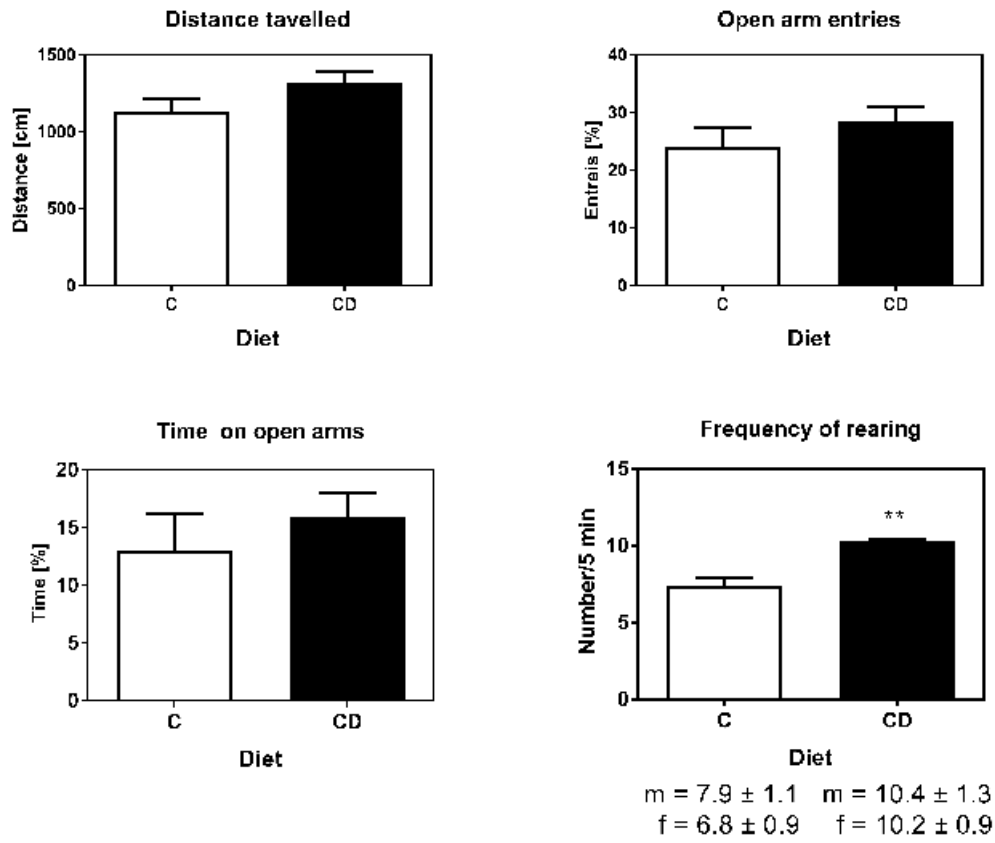 Distance tavelled
1500
1000
500
0
Distance [cm]
C CD
Diet
Open arm entries
40
30
20
10
0
Entreis [%]
C CD
Diet
Time on open arms
20
15
10
5
0
Time [%]
C CD
Diet
Frequency of rearing
15
10
5
0
Number/5 min
**
C CD
Diet
m = 7.9 ± 1.1 m = 10.4 ± 1.3
f = 6.8 ± 0.9 f = 10.2 ± 0.9